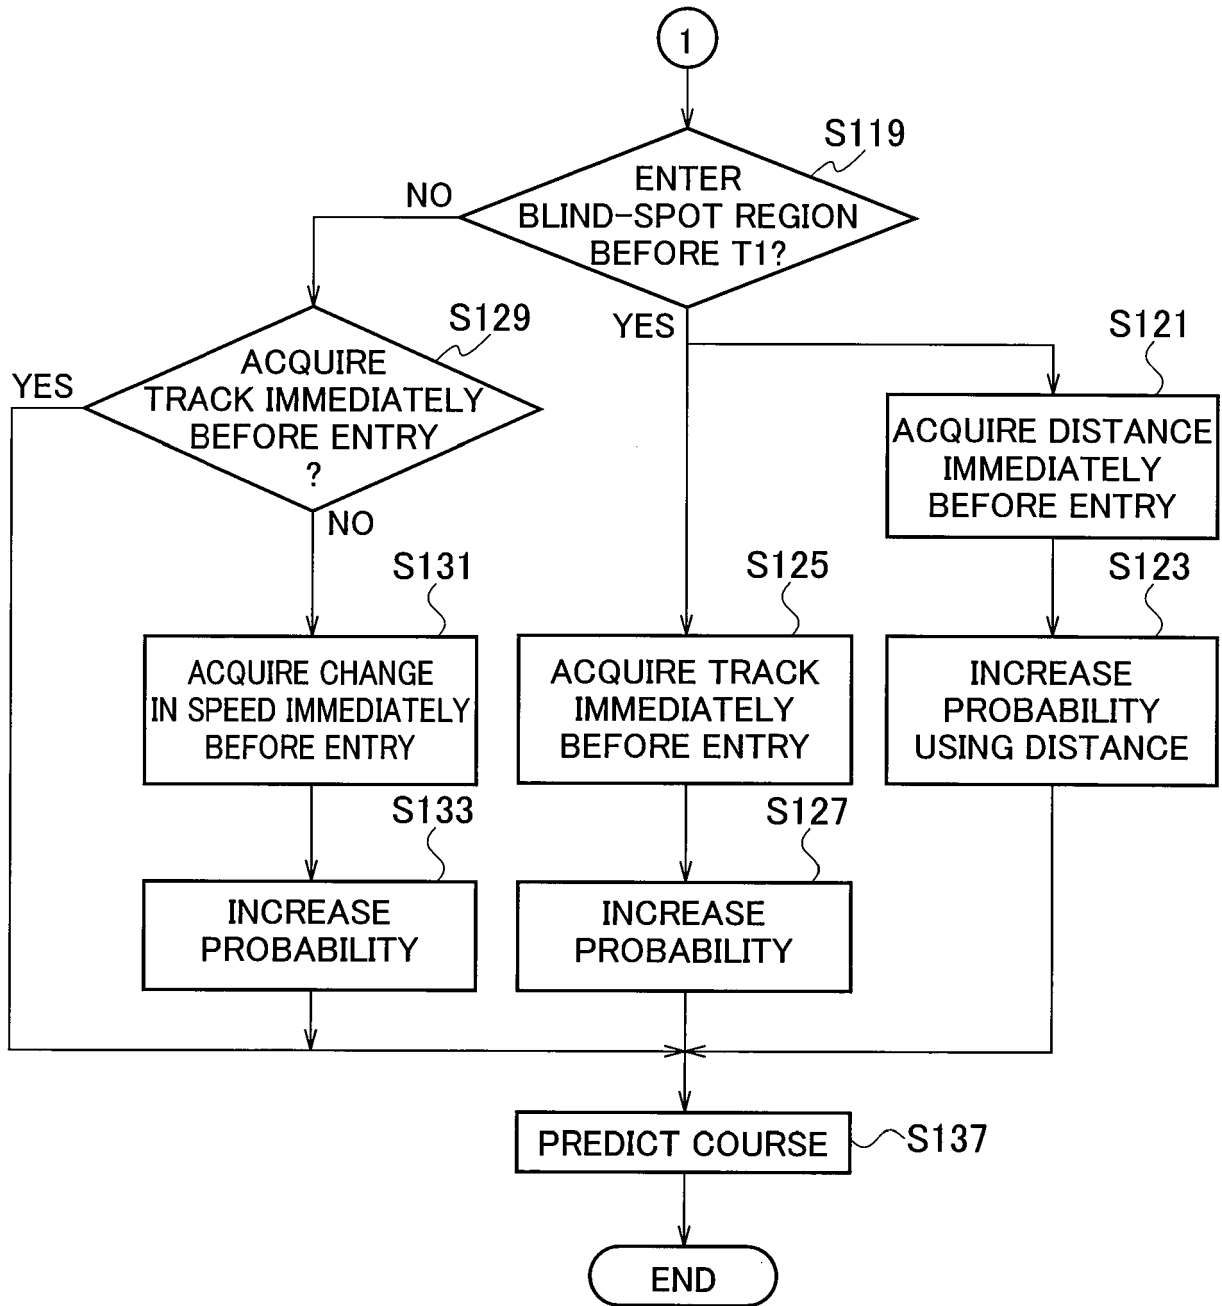 1
S119
ENTER
BLIND-SPOT REGION
BEFORE T1?
NO
YES
S129
ACQUIRE
TRACK IMMEDIATELY
BEFORE ENTRY
?
YES
NO
S121
ACQUIRE DISTANCE
IMMEDIATELY
BEFORE ENTRY
S131
ACQUIRE CHANGE
IN SPEED IMMEDIATELY
BEFORE ENTRY
S125
ACQUIRE TRACK
IMMEDIATELY
BEFORE ENTRY
S123
INCREASE
PROBABILITY
USING DISTANCE
S133
INCREASE
PROBABILITY
S127
INCREASE
PROBABILITY
PREDICT COURSE
S137
END